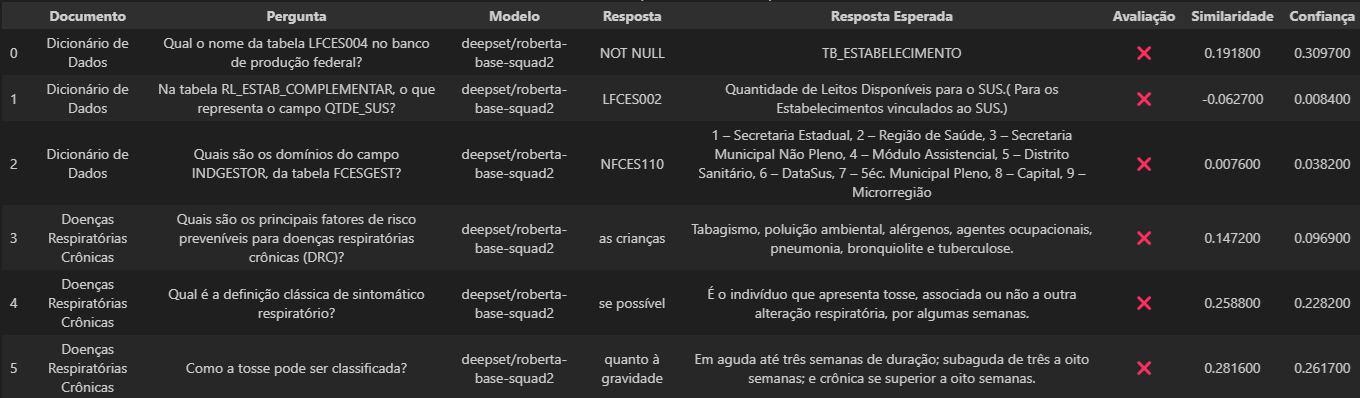 Documento Pergunta Modelo Resposta Resposta Esperada Avaliação Similaridade Confiança
0 Dicionário de Dados Qual o nome da tabela LFCES004 no banco de produção federal? deepset/roberta-base-squad2 NOT NULL TB_ESTABELECIMENTO ❌ 0.191800 0.309700
1 Dicionário de Dados Na tabela RL_ESTAB_COMPLEMENTAR, o que representa o campo QTDE_SUS? deepset/roberta-base-squad2 LFCES002 Quantidade de Leitos Disponíveis para o SUS.( Para os Estabelecimentos vinculados ao SUS.) ❌ -0.062700 0.008400
2 Dicionário de Dados Quais são os domínios do campo INDGESTOR, da tabela FCESGEST? deepset/roberta-base-squad2 NFCES110 1 – Secretaria Estadual, 2 – Região de Saúde, 3 – Secretaria Municipal Não Pleno, 4 – Módulo Assistencial, 5 – Distrito Sanitário, 6 – DataSus, 7 – 5éc. Municipal Pleno, 8 – Capital, 9 – Microrregião ❌ 0.007600 0.038200
3 Doenças Respiratórias Crônicas Quais são os principais fatores de risco preveníveis para doenças respiratórias crônicas (DRC)? deepset/roberta-base-squad2 as crianças Tabagismo, poluição ambiental, alérgenos, agentes ocupacionais, pneumonia, bronquiolite e tuberculose. ❌ 0.147200 0.096900
4 Doenças Respiratórias Crônicas Qual é a definição clássica de sintomático respiratório? deepset/roberta-base-squad2 se possível É o indivíduo que apresenta tosse, associada ou não a outra alteração respiratória, por algumas semanas. ❌ 0.258800 0.228200
5 Doenças Respiratórias Crônicas Como a tosse pode ser classificada? deepset/roberta-base-squad2 quanto à gravidade Em aguda até três semanas de duração; subaguda de três a oito semanas; e crônica se superior a oito semanas. ❌ 0.281600 0.261700